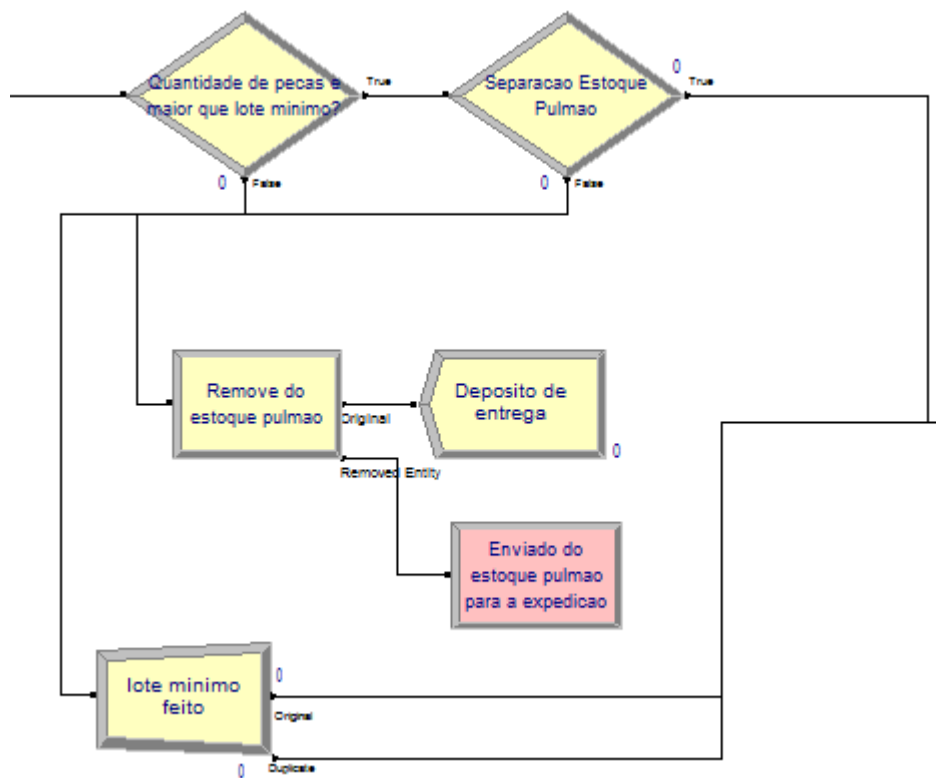 Quantidade de pecas e
maior que lote minimo?
True
0
False
Separacao Estoque
Pulmao
0
True
0
False
Remove do
estoque pulmao
Original
Removed Entity
Deposito de
entrega
0
Enviado do
estoque pulmao
para a expedicao
lote minimo
feito
0
Original
0
Duplicate